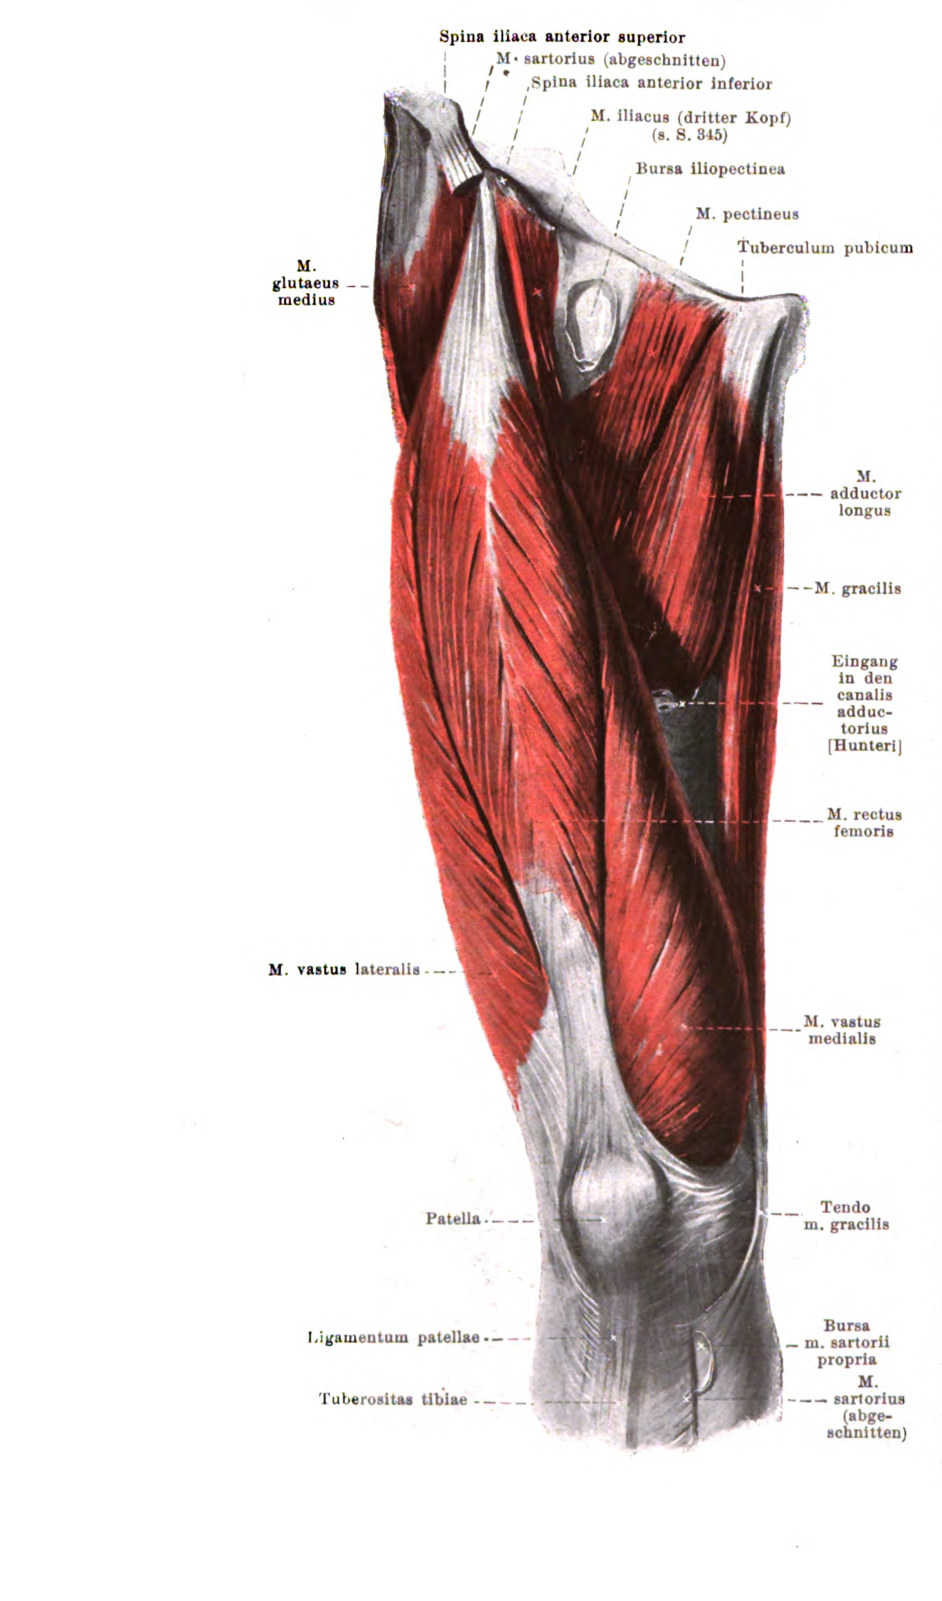 Spina iliaca anterior superior
M. sartorius (abgeschnitten)
Spina iliaca anterior inferior
M. iliacus (dritter Kopf)
(s. S. 345)
Bursa iliopectinea
M. pectineus
Tuberculum pubicum
M.
glutaeus
medius
M.
adductor
longus
M. gracilis
Eingang
in den
canalis
adduc-
torius
[Hunteri]
M. rectus
femoris
M. vastus lateralis
M. vastus
medialis
Patella
Tendo
m. gracilis
Ligamentum patellae
Bursa
m. sartorii
propria
Tuberositas tibiae
M.
sartorius
(abge-
schnitten)